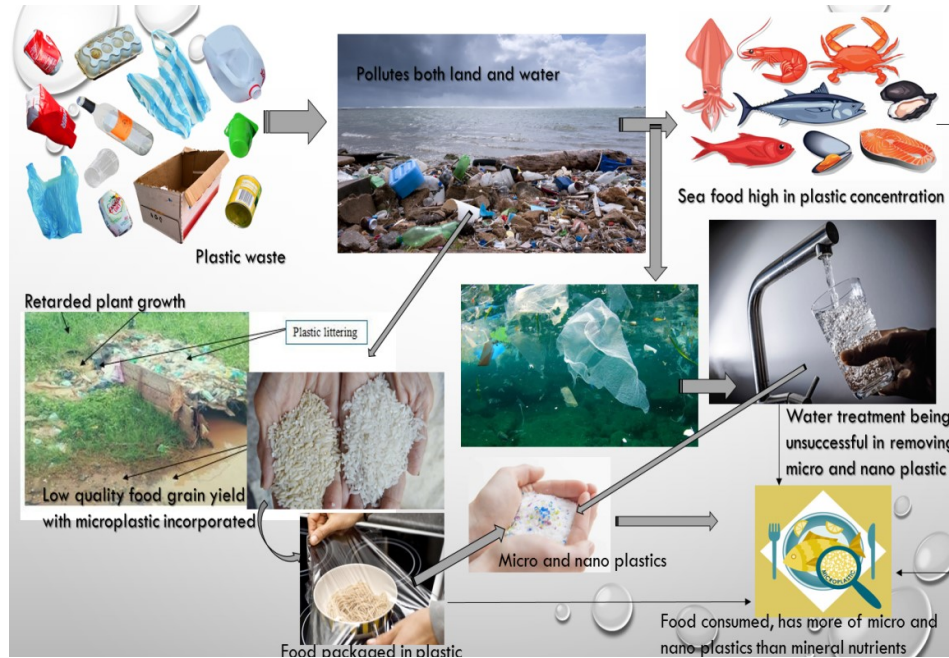 Pollutes both land and water
Plastic waste
Sea food high in plastic concentration
Retarded plant growth
Plastic littering
Low quality food grain yield
with microplastic incorporated
Water treatment being
unsuccessful in removing
micro and nano plastic
Micro and nano plastics
MICROPLASTIC
Food packaged in plastic
Food consumed, has more of micro and
nano plastics than mineral nutrients